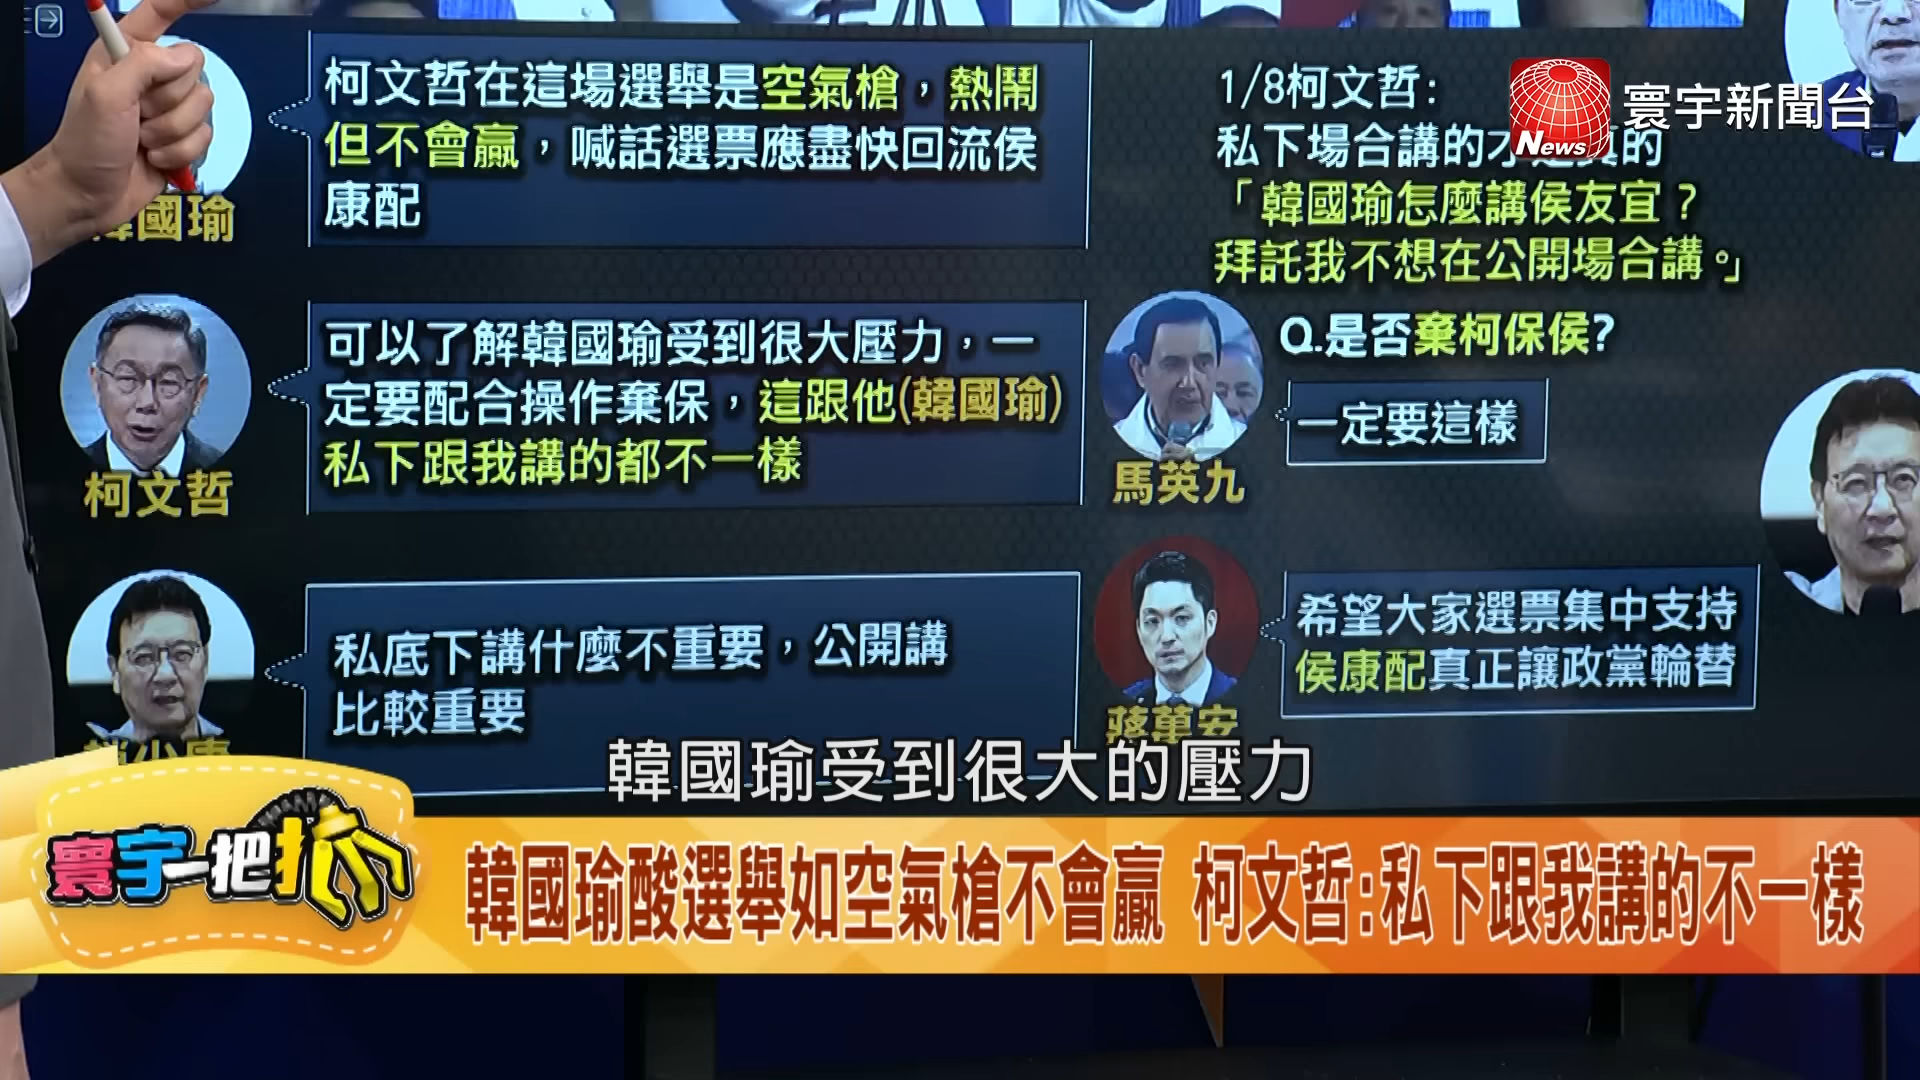 柯文哲在這場選舉是空氣槍，熱鬧
但不會贏，喊話選票應盡快回流侯
康配
韓國瑜
可以了解韓國瑜受到很大壓力，一
定要配合操作棄保，這跟他(韓國瑜)
私下跟我講的都不一樣
柯文哲
私底下講什麼不重要，公開講
比較重要
1/8柯文哲:
私下場合講的才是真的
「韓國瑜怎麼講侯友宜？
拜託我不想在公開場合講。」
Q.是否棄柯保侯?
一定要這樣
馬英九
希望大家選票集中支持
侯康配真正讓政黨輪替
蔣萬安
News
寰宇新聞台
韓國瑜受到很大的壓力
寰宇一把抓
韓國瑜酸選舉如空氣槍不會贏 柯文哲:私下跟我講的不一樣